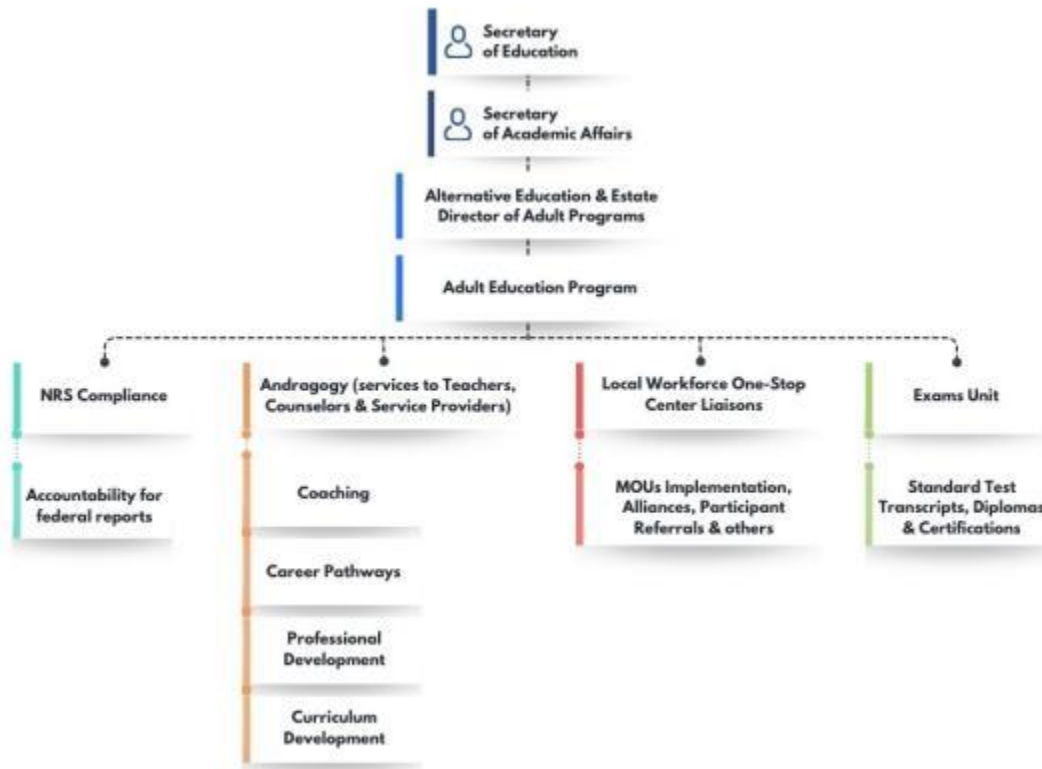 Secretary
of Education
Secretary
of Academic Affairs
Alternative Education & Estate
Director of Adult Programs
Adult Education Program
NRS Compliance
Andragogy (services to Teachers,
Counselors & Service Providers)
Local Workforce One-Stop
Center Liaisons
Exams Unit
Accountability for
federal reports
Coaching
Career Pathways
Professional
Development
Curriculum
Development
MOUs Implementation,
Alliances, Participant
Referrals & others
Standard Test
Transcripts, Diplomas
& Certifications